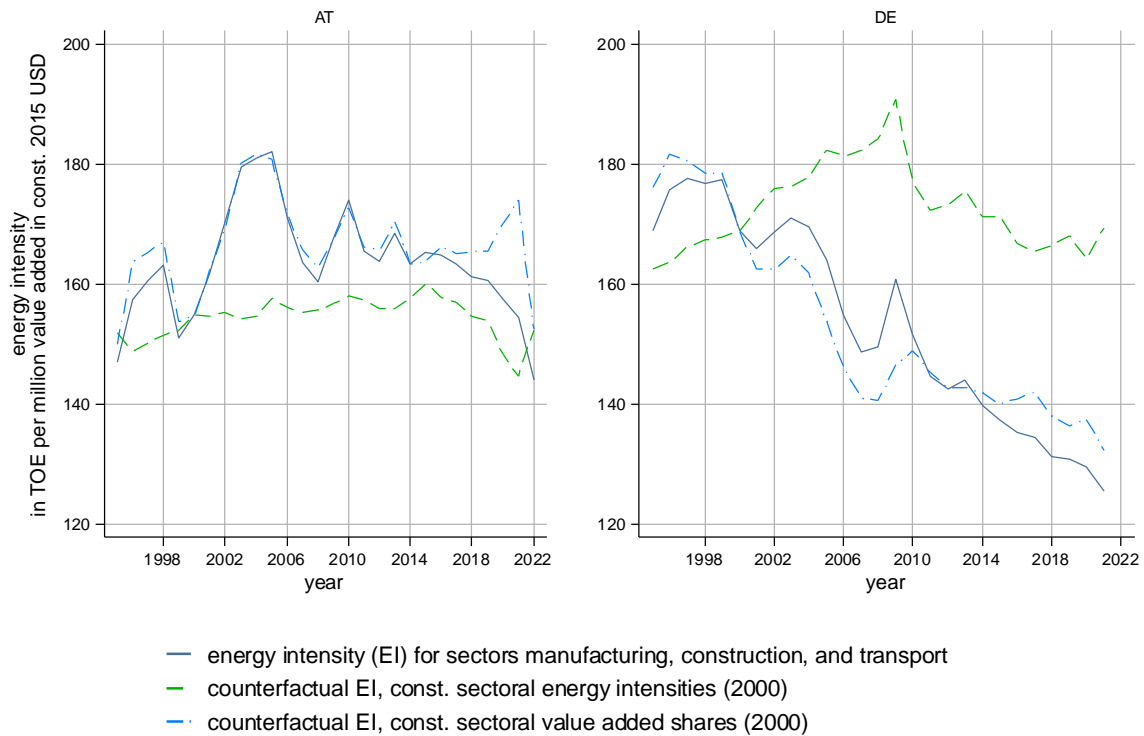 AT
DE
energy intensity
in TOE per million value added in const. 2015 USD
200
180
160
140
120
1998
2002
2006
2010
2014
2018
2022
year
200
180
160
140
120
1998
2002
2006
2010
2014
2018
2022
year
energy intensity (EI) for sectors manufacturing, construction, and transport
counterfactual EI, const. sectoral energy intensities (2000)
counterfactual EI, const. sectoral value added shares (2000)